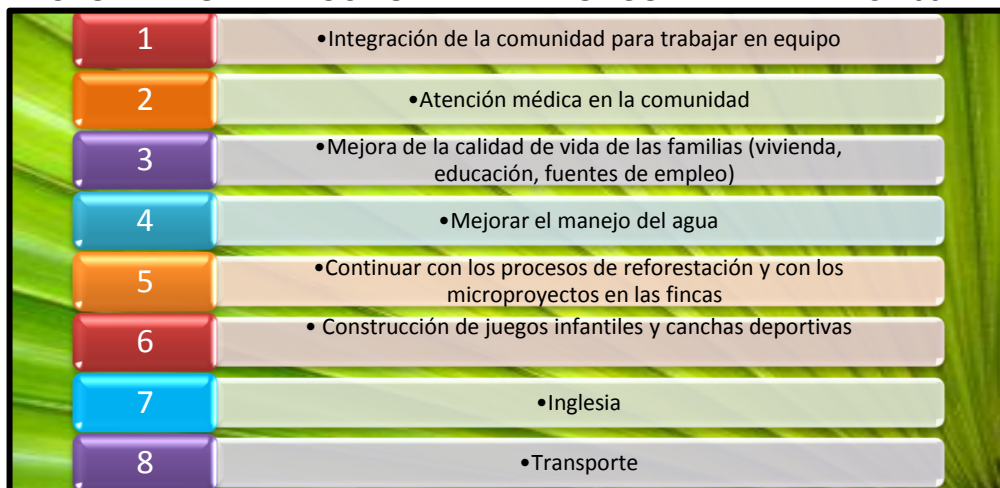 1
•Integración de la comunidad para trabajar en equipo
2
•Atención médica en la comunidad
3
•Mejora de la calidad de vida de las familias (vivienda,
educación, fuentes de empleo)
4
•Mejorar el manejo del agua
5
•Continuar con los procesos de reforestación y con los
microproyectos en las fincas
6
• Construcción de juegos infantiles y canchas deportivas
7
•Inglesia
8
•Transporte